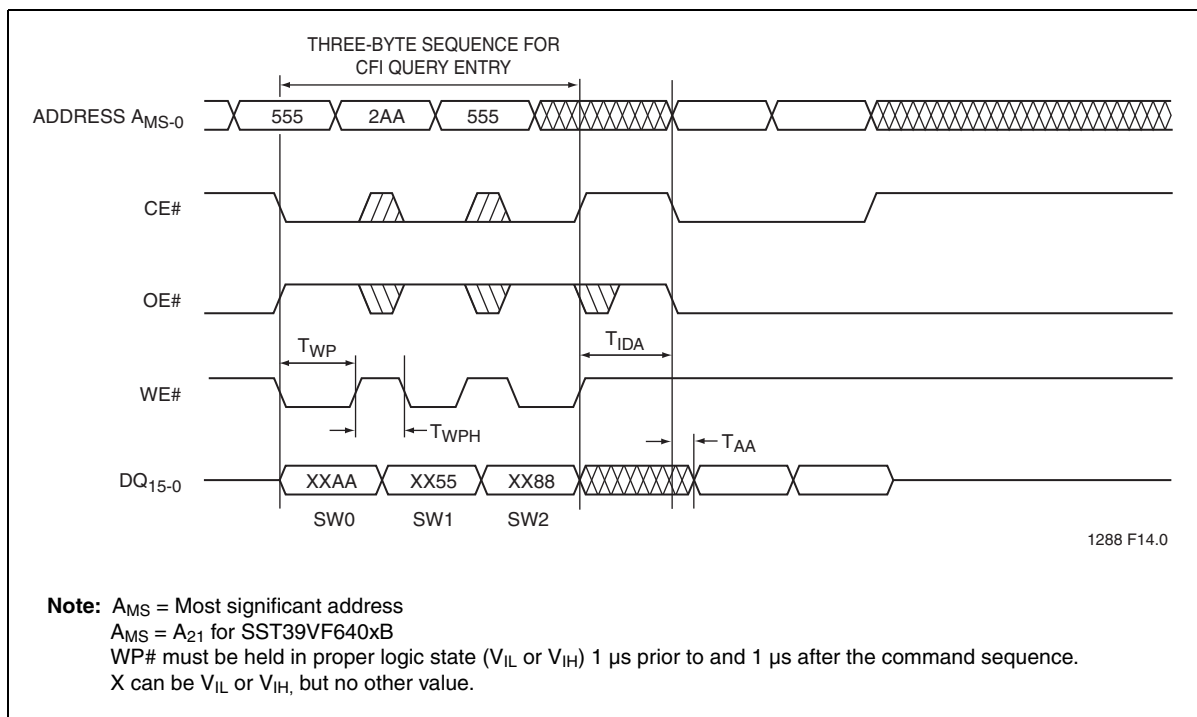 THREE-BYTE SEQUENCE FOR
CFI QUERY ENTRY
ADDRESS AMS-0
555
2AA
555
CE#
OE#
TWP
TIDA
WE#
TWPH
TAA
DQ15-0
XXAA
XX55
XX88
SW0
SW1
SW2
1288 F14.0
Note: AMS = Most significant address
AMS = A21 for SST39VF640xB
WP# must be held in proper logic state (VIL or VIH) 1 µs prior to and 1 µs after the command sequence.
X can be VIL or VIH, but no other value.